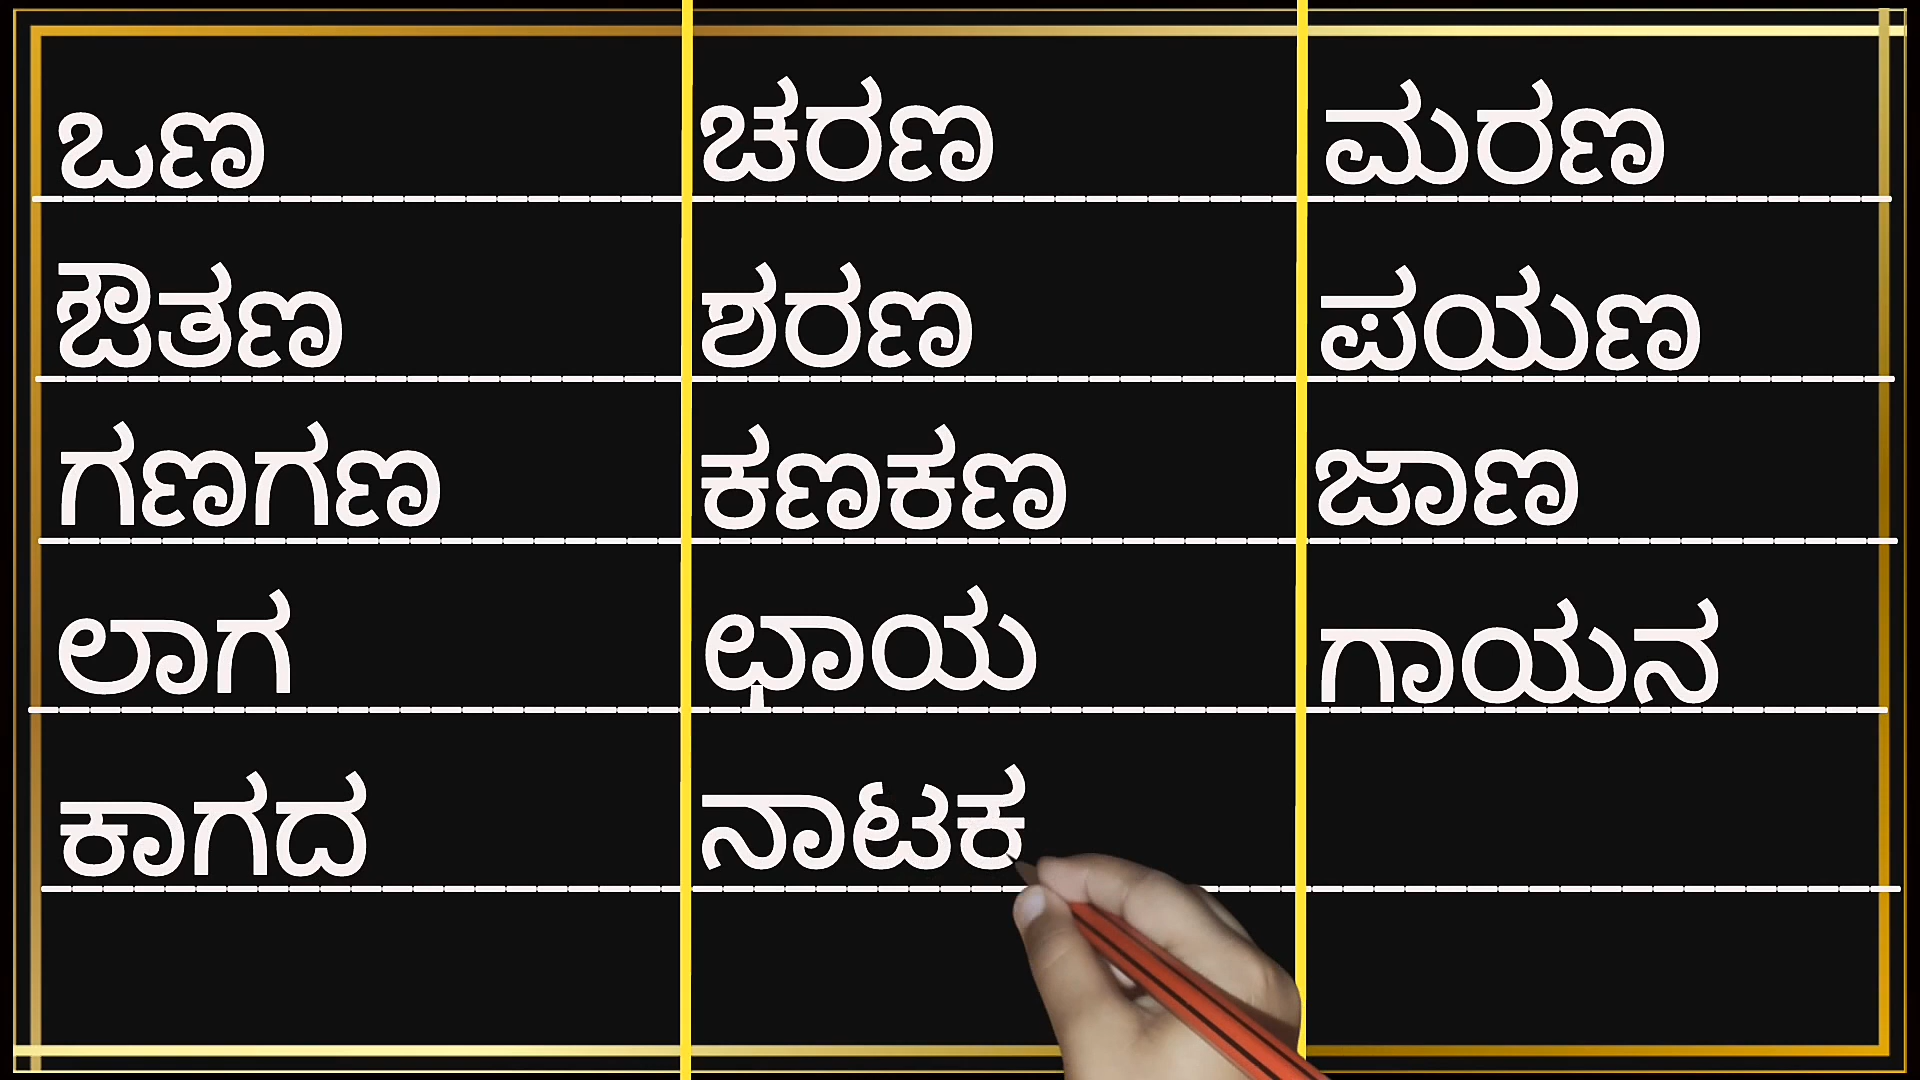 ಒಣ ಚರಣ ಮರಣ
ಔತಣ ಶರಣ ಪಯಣ
ಗಣಗಣ ಕಣಕಣ ಜಾಣ
ಲಾಗ ಛಾಯ ಗಾಯನ
ಕಾಗದ ನಾಟಕ